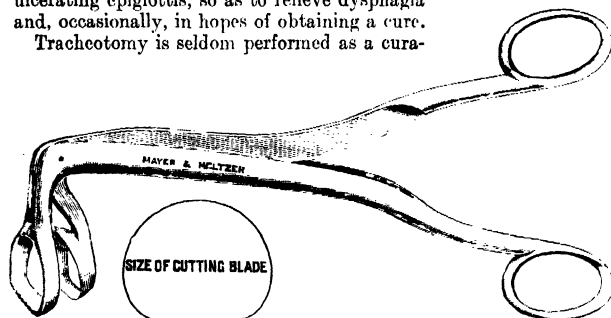 ulcerating epiglottis, so as to relieve dysphagia
and, occasionally, in hopes of obtaining a cure.
Tracheotomy is seldom performed as a cura-
MAYER & MELTZER
SIZE OF CUTTING BLADE